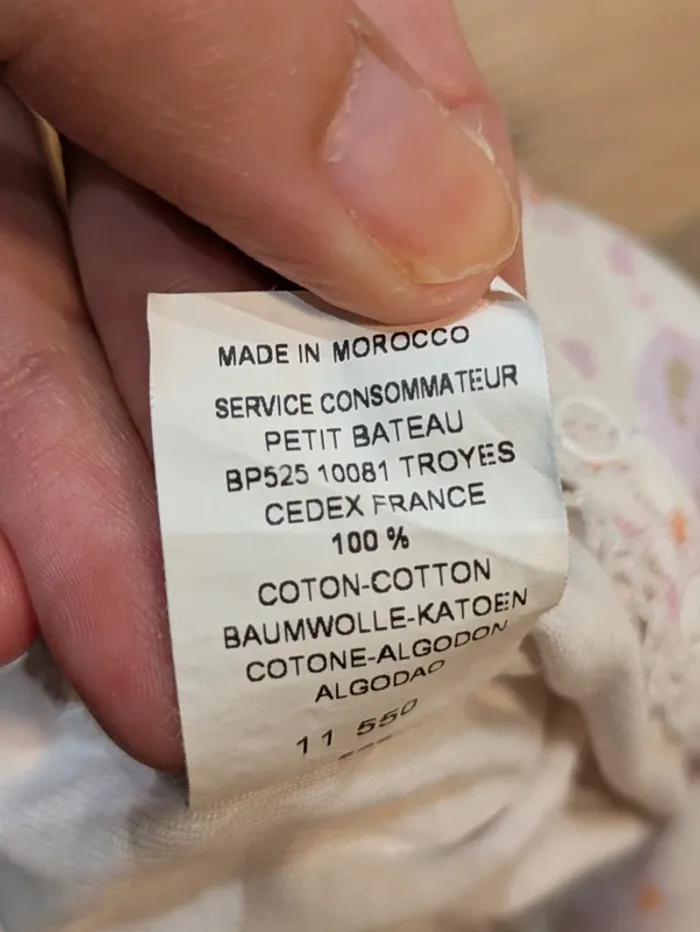 MADE IN MOROCCO
SERVICE CONSOMMATEUR
PETIT BATEAU
BP525 10081 TROYES
CEDEX FRANCE
100 %
COTON-COTTON
BAUMWOLLE-KATOEN
COTONE-ALGODON
ALGODAO
11 550